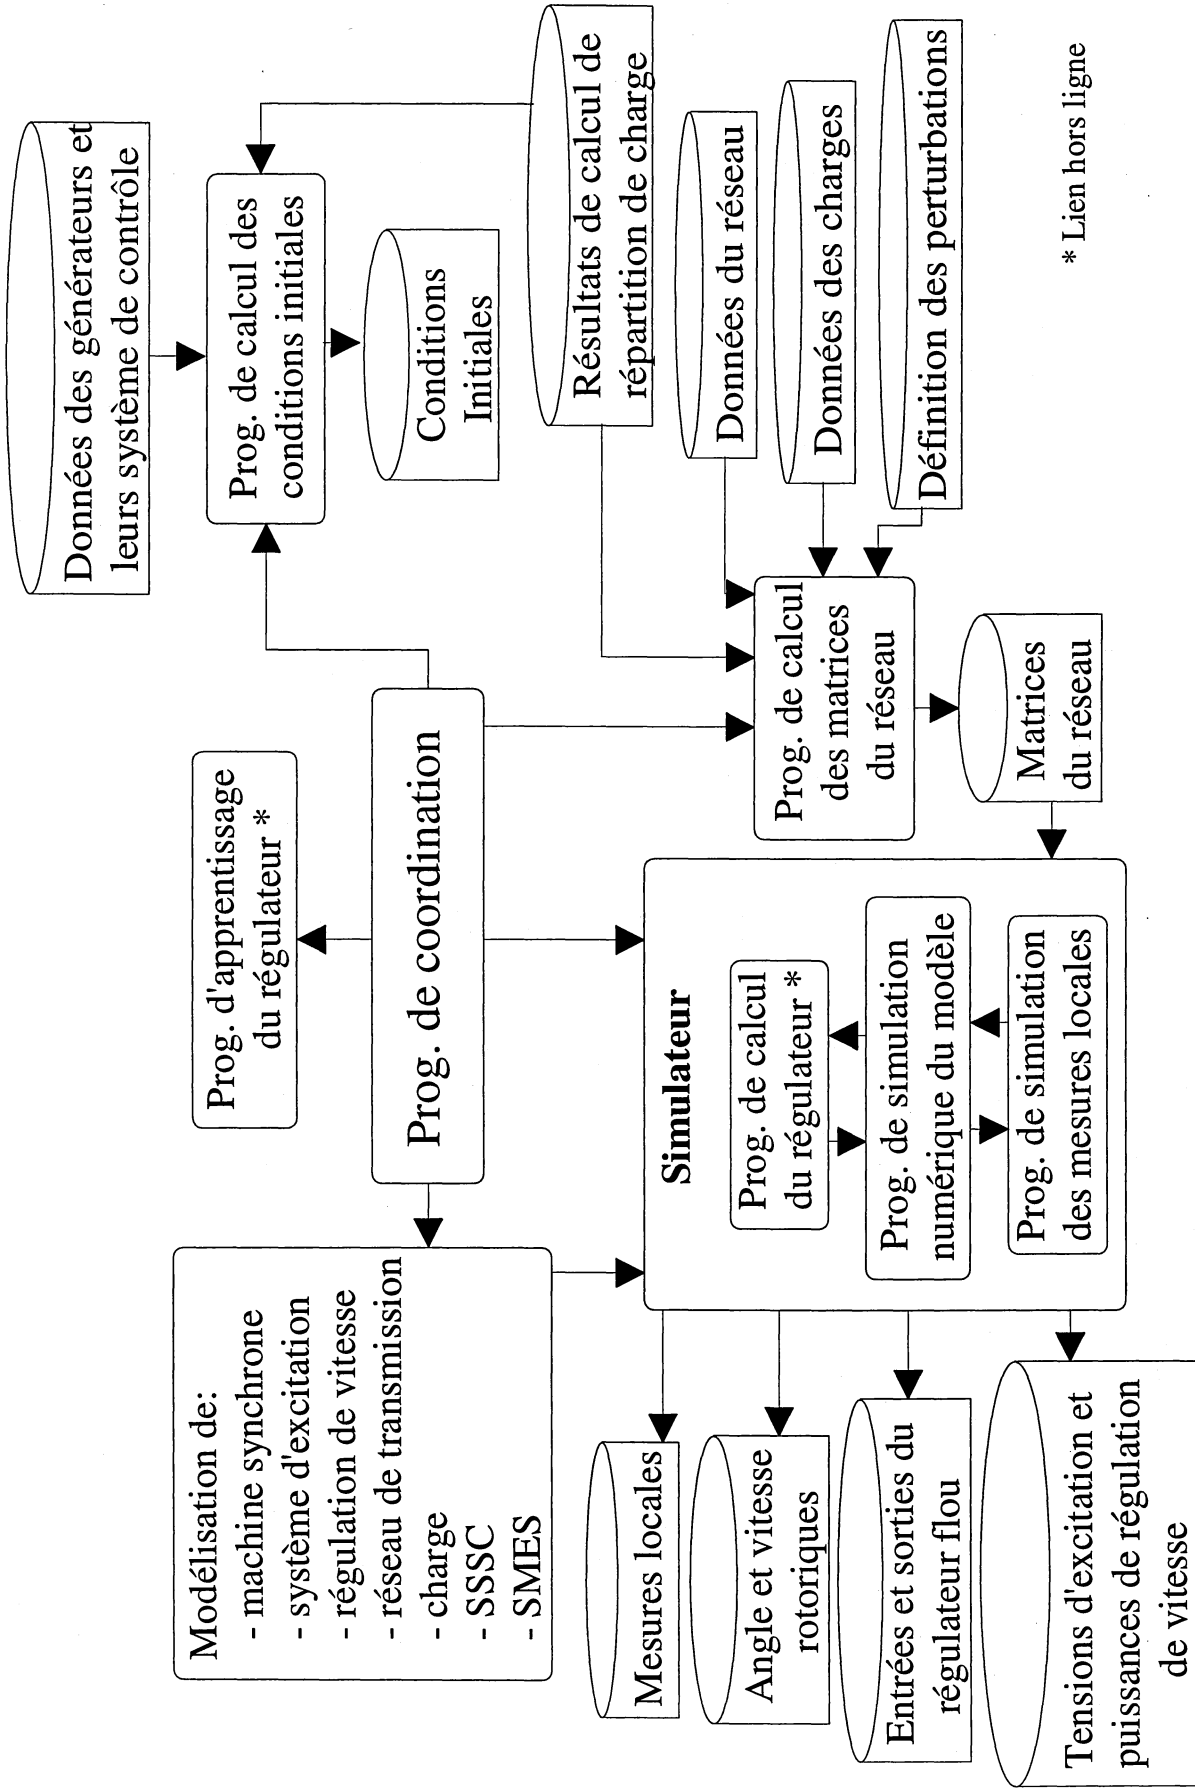 Données des générateurs et
leurs système de contrôle
Prog. de calcul des
conditions initiales
Conditions
Initiales
Résultats de calcul de
répartition de charge
Données du réseau
Données des charges
Définition des perturbations
* Lien hors ligne
Prog. d'apprentissage
du régulateur *
Prog. de coordination
Prog. de calcul
des matrices
du réseau
Matrices
du réseau
Modélisation de:
- machine synchrone
- système d'excitation
- régulation de vitesse
- réseau de transmission
- charge
- SSSC
- SMES
Simulateur
Prog. de calcul
du régulateur *
Prog. de simulation
numérique du modèle
Prog. de simulation
des mesures locales
Mesures locales
Angle et vitesse
rotoriques
Entrées et sorties du
régulateur flou
Tensions d'excitation et
puissances de régulation
de vitesse